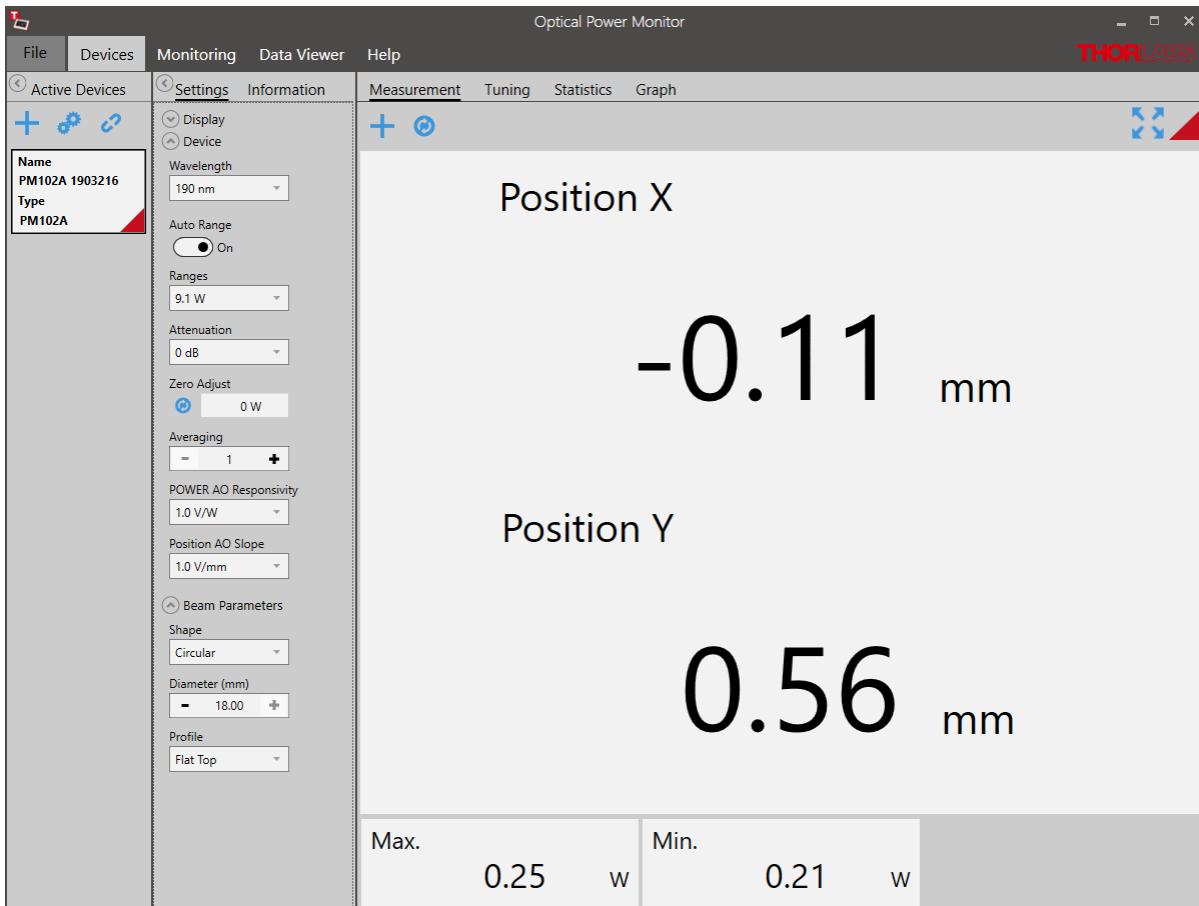 Optical Power Monitor
File Devices Monitoring Data Viewer Help
THORLABS
Active Devices
Name
PM102A 1903216
Type
PM102A
Settings Information
Display
Device
Wavelength
190 nm
Auto Range
On
Ranges
9.1 W
Attenuation
0 dB
Zero Adjust
0 W
Averaging
- 1 +
POWER AO Responsivity
1.0 V/W
Position AO Slope
1.0 V/mm
Beam Parameters
Shape
Circular
Diameter (mm)
- 18.00 +
Profile
Flat Top
Measurement Tuning Statistics Graph
Position X
-0.11 mm
Position Y
0.56 mm
Max.
0.25 W
Min.
0.21 W